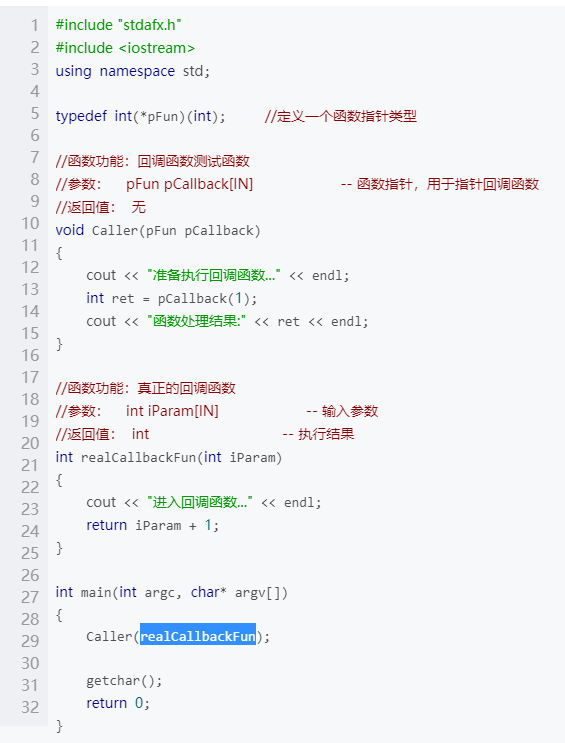 1 #include "stdafx.h"
2 #include <iostream>
3 using namespace std;
4
5 typedef int(*pFun)(int); //定义一个函数指针类型
6
7 //函数功能：回调函数测试函数
8 //参数： pFun pCallback[IN] -- 函数指针，用于指针回调函数
9 //返回值： 无
10 void Caller(pFun pCallback)
11 {
12 cout << "准备执行回调函数..." << endl;
13 int ret = pCallback(1);
14 cout << "函数处理结果:" << ret << endl;
15 }
16
17 //函数功能：真正的回调函数
18 //参数： int iParam[IN] -- 输入参数
19 //返回值： int -- 执行结果
20 int realCallbackFun(int iParam)
21 {
22 cout << "进入回调函数..." << endl;
23 return iParam + 1;
24 }
25
26 int main(int argc, char* argv[])
27 {
28 Caller(realCallbackFun);
29
30 getchar();
31 return 0;
32 }